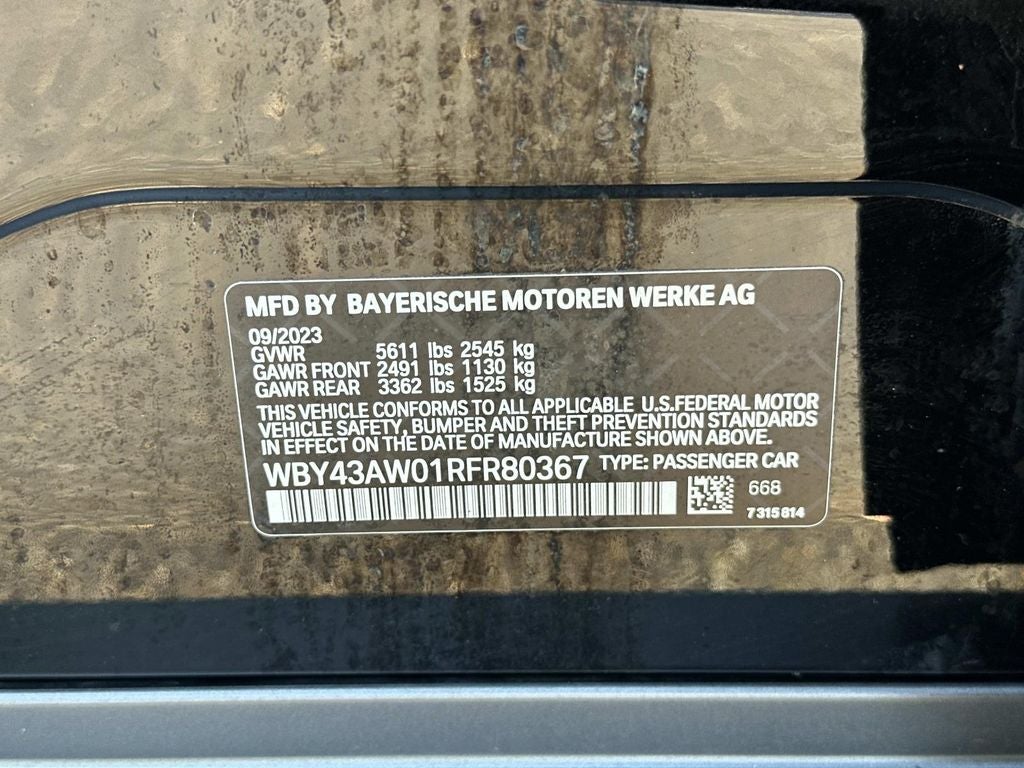 MFD BY BAYERISCHE MOTOREN WERKE AG
09/2023
GVWR 5611 lbs 2545 kg
GAWR FRONT 2491 lbs 1130 kg
GAWR REAR 3362 lbs 1525 kg
THIS VEHICLE CONFORMS TO ALL APPLICABLE U.S.FEDERAL MOTOR
VEHICLE SAFETY, BUMPER AND THEFT PREVENTION STANDARDS
IN EFFECT ON THE DATE OF MANUFACTURE SHOWN ABOVE.
WBY43AW01RFR80367 TYPE: PASSENGER CAR
668
7315814